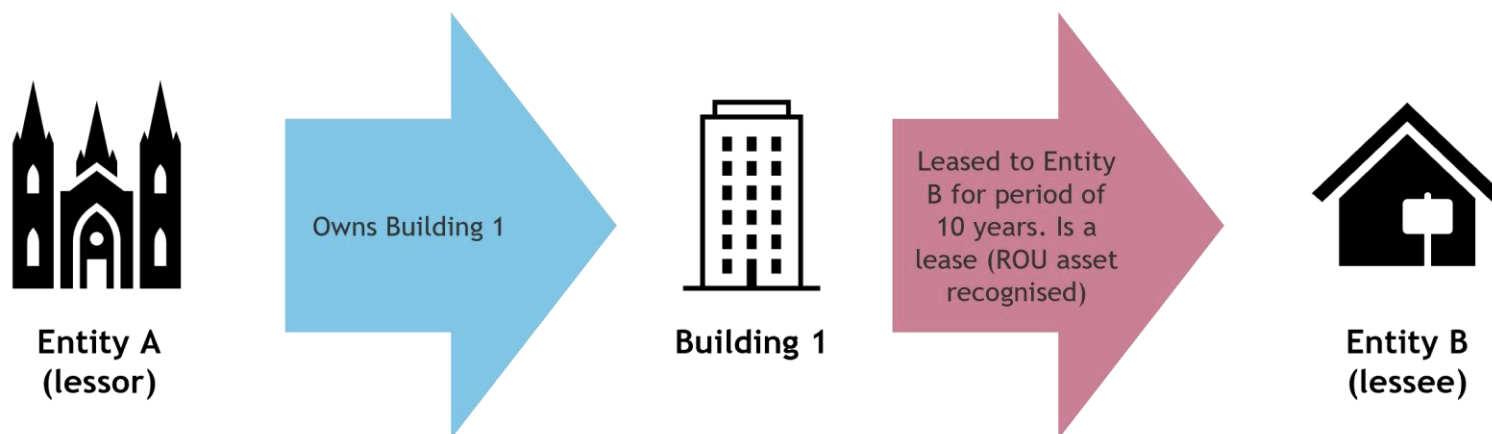 Owns Building 1
Leased to Entity
B for period of
10 years. Is a
lease (ROU asset
recognised)
Entity A
(lessor)
Building 1
Entity B
(lessee)